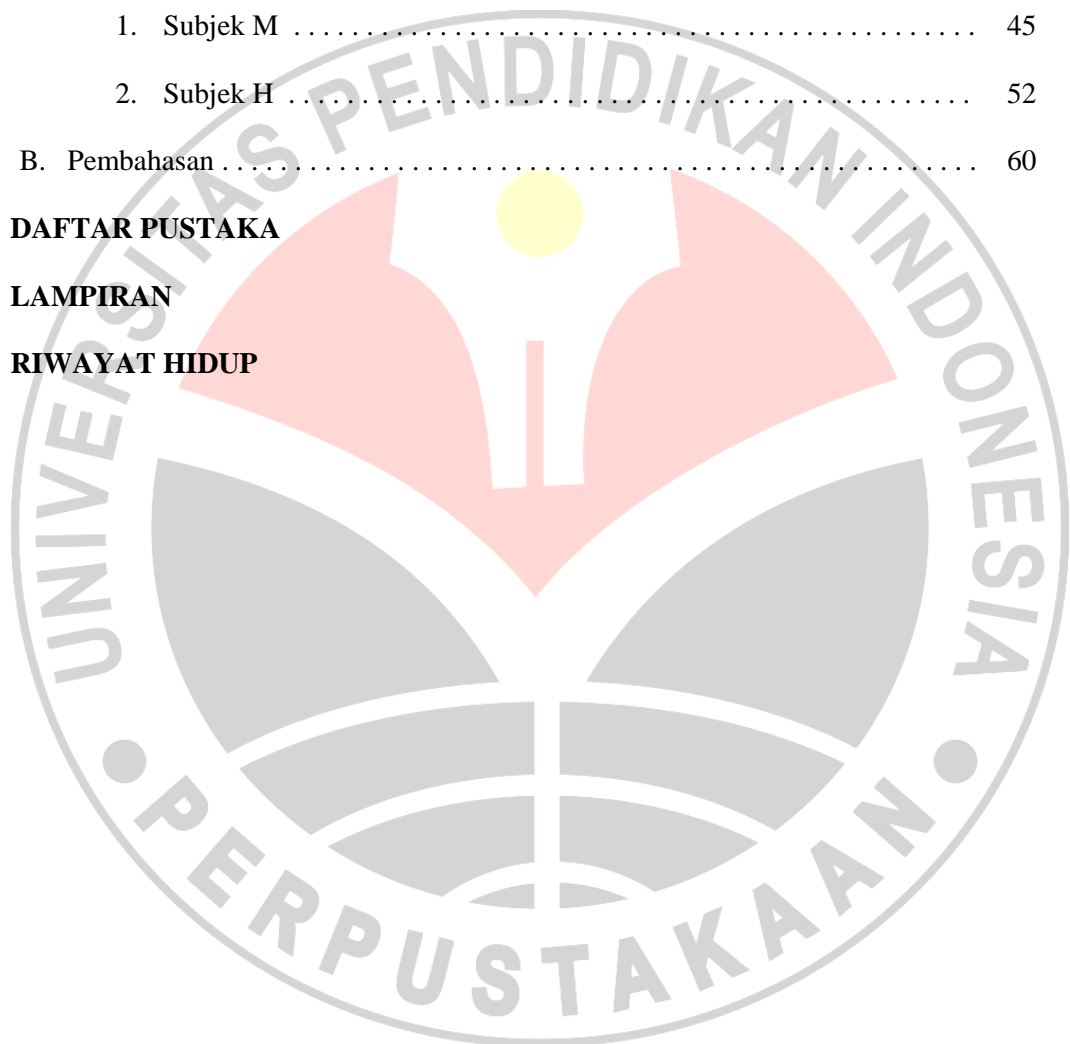 1. Subjek M . . . . . . . . . . . . . . . . . . . . . . . . . . . . . . . . . . . . . . . . . . . . . . . 45
2. Subjek H . . . . . . . . . . . . . . . . . . . . . . . . . . . . . . . . . . . . . . . . . . . . . . . 52
B. Pembahasan . . . . . . . . . . . . . . . . . . . . . . . . . . . . . . . . . . . . . . . . . . . . . . . . . . . . 60
DAFTAR PUSTAKA
LAMPIRAN
RIWAYAT HIDUP
UNIVERSITAS PENDIDIKAN INDONESIA
PERPUSTAKAAN